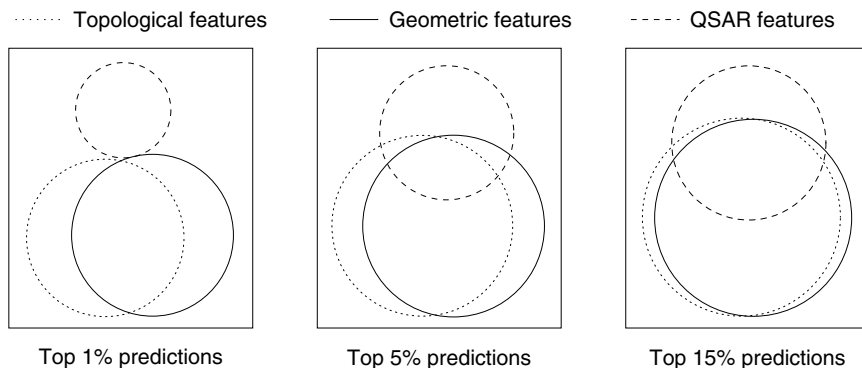 Topological features
Geometric features
QSAR features
Top 1% predictions
Top 5% predictions
Top 15% predictions